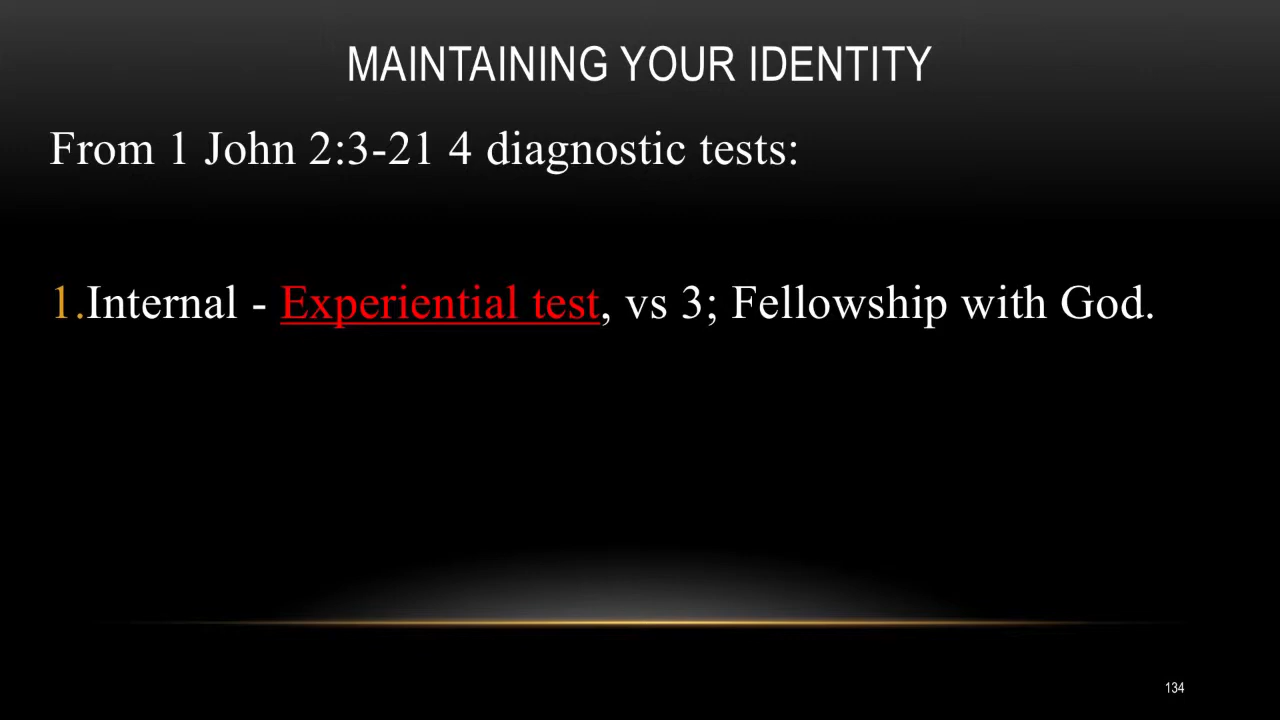 MAINTAINING YOUR IDENTITY
From 1 John 2:3-21 4 diagnostic tests:
1.Internal - Experiential test, vs 3; Fellowship with God.
134